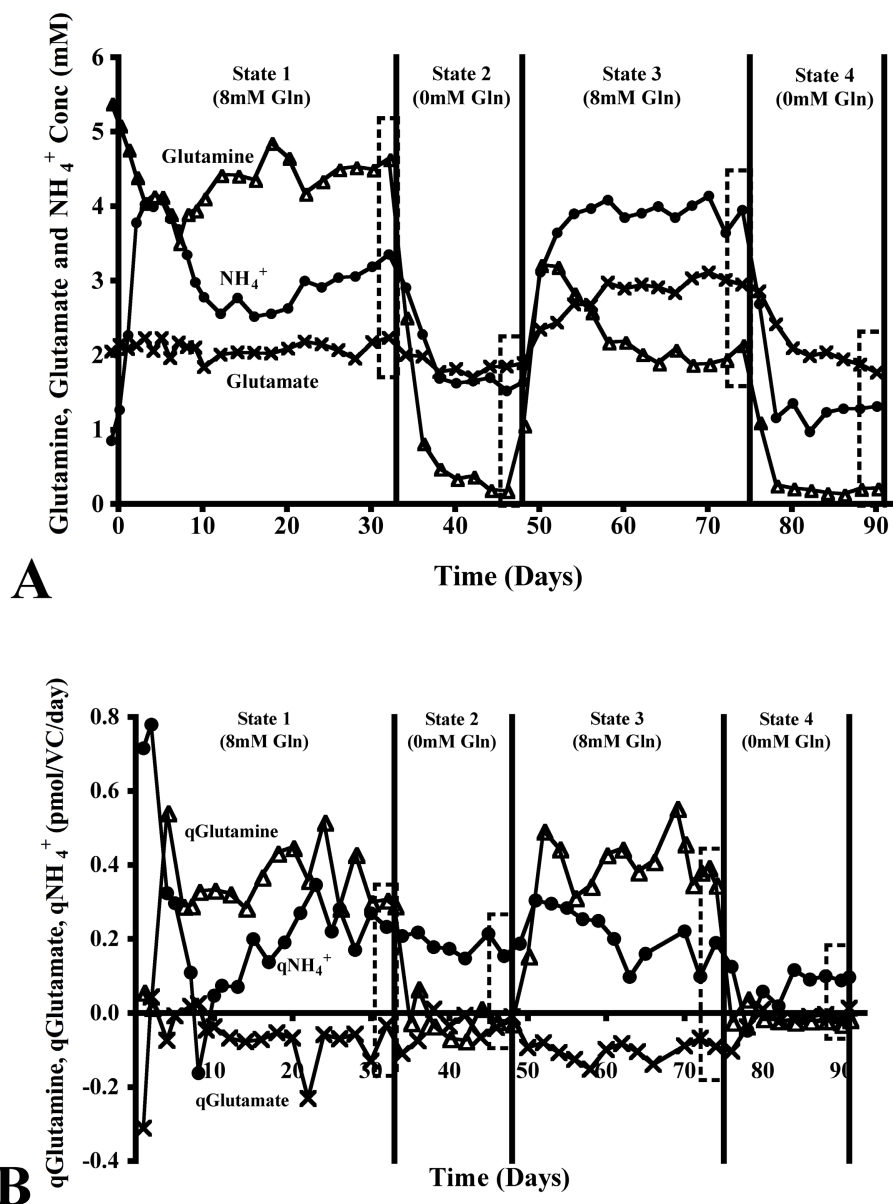 Glutamine, Glutamate and NH4+ Conc (mM)
6
5
4
3
2
1
0
State 1
(8mM Gln)
State 2
(0mM Gln)
State 3
(8mM Gln)
State 4
(0mM Gln)
Glutamine
NH4+
Glutamate
0 10 20 30 40 50 60 70 80 90
Time (Days)
A
qGlutamine, qGlutamate, qNH4+ (pmol/VC/day)
0.8
0.6
0.4
0.2
0.0
-0.2
-0.4
State 1
(8mM Gln)
State 2
(0mM Gln)
State 3
(8mM Gln)
State 4
(0mM Gln)
qGlutamine
qNH4+
qGlutamate
10 20 30 40 50 60 70 80 90
Time (Days)
B